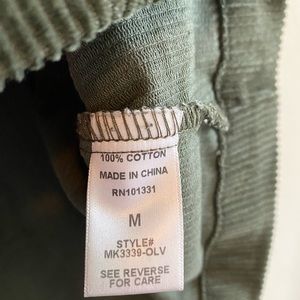 100% COTTON
MADE IN CHINA
RN101331
M
STYLE#
MK3339-OLV
SEE REVERSE
FOR CARE